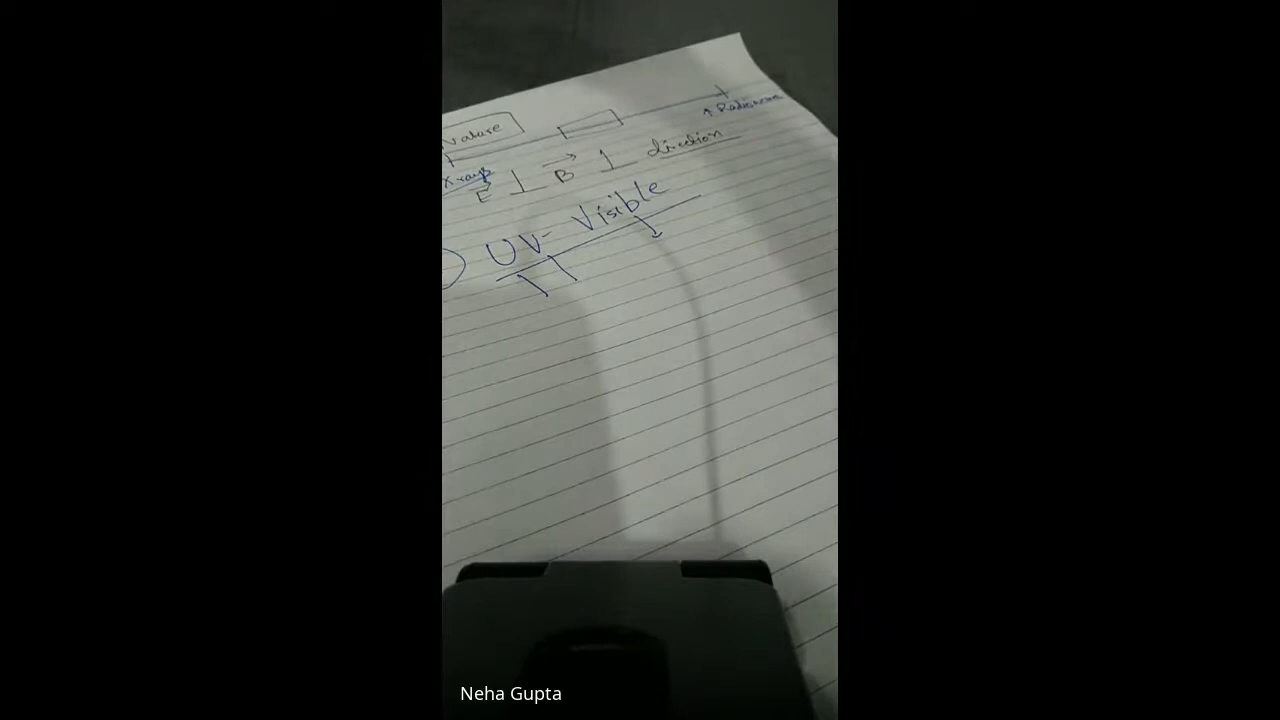 Nature
Radiowave
X-rays
E ⊥ B ⊥ direction
UV- Visible
Neha Gupta